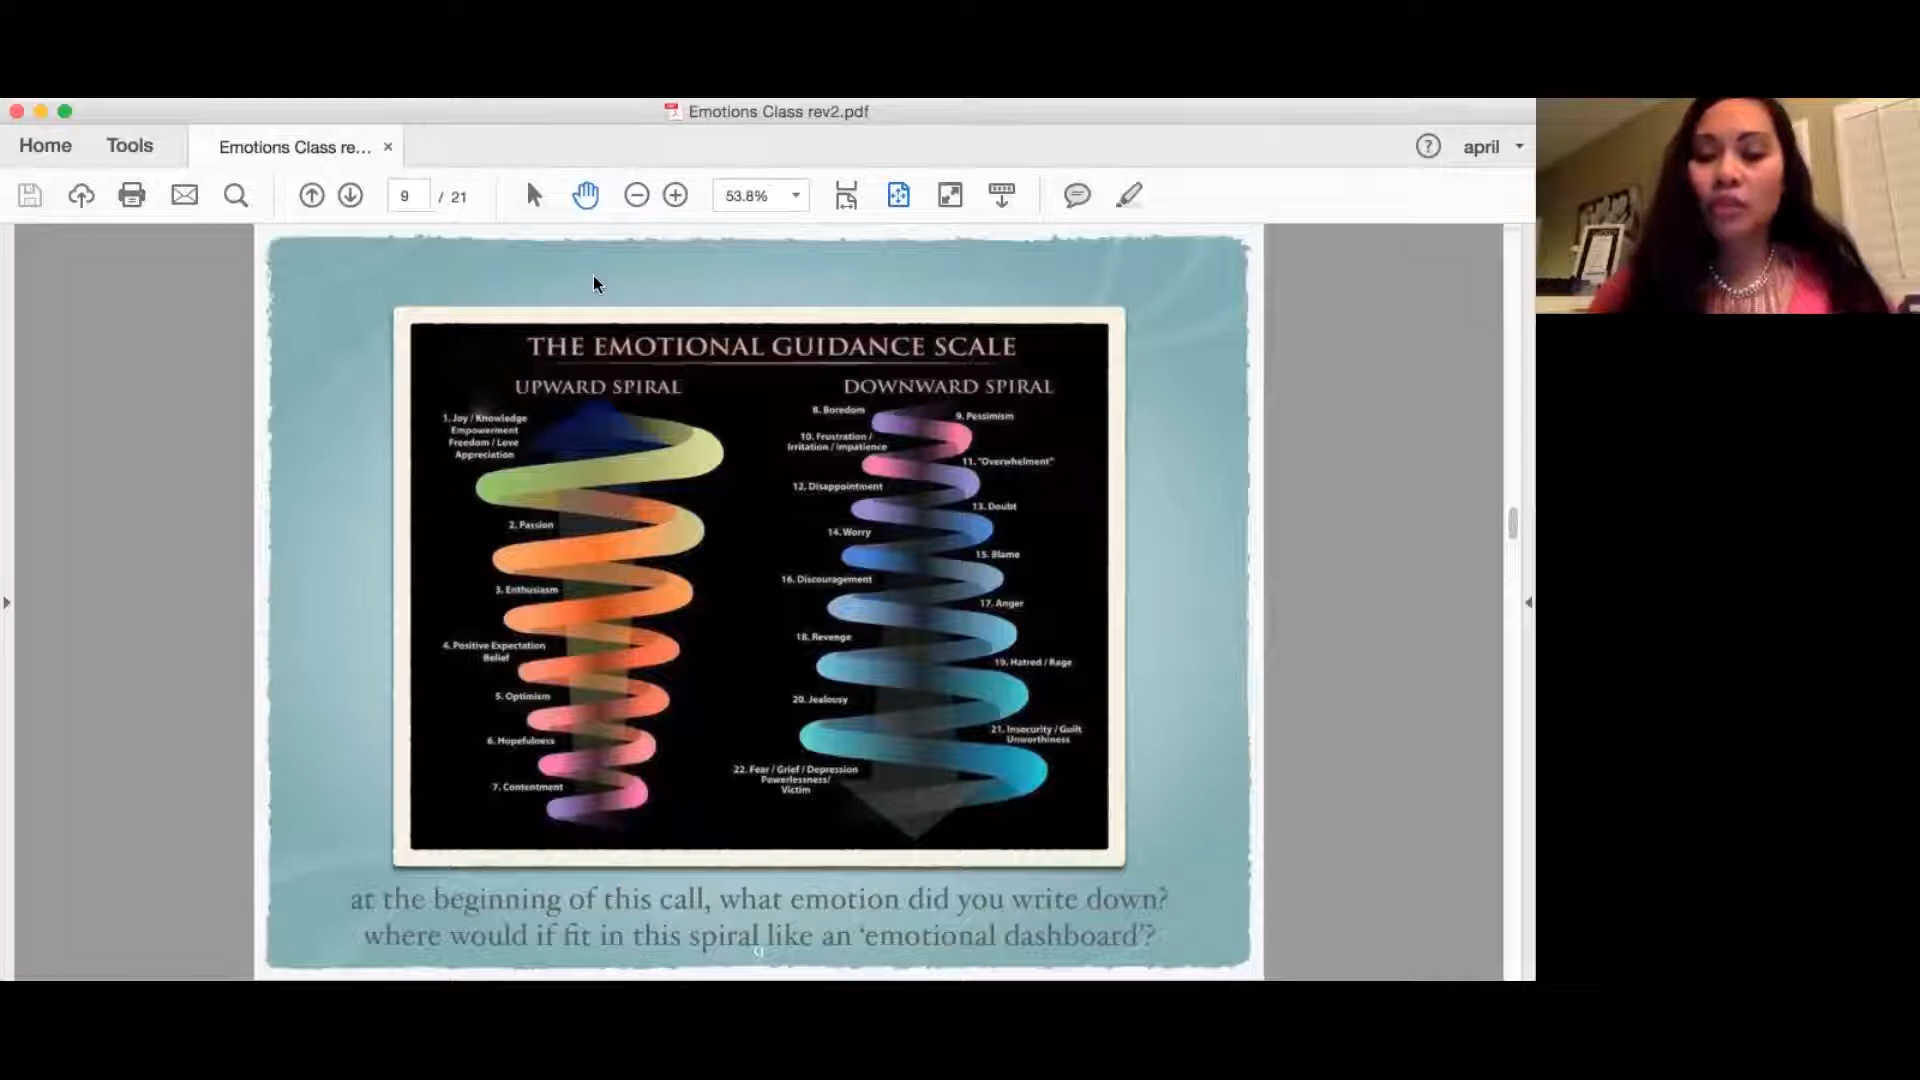 Emotions Class rev2.pdf
Home Tools Emotions Class re... × april
9 / 21 53.8%
THE EMOTIONAL GUIDANCE SCALE
UPWARD SPIRAL
1. Joy / Knowledge
Empowerment
Freedom / Love
Appreciation
2. Passion
3. Enthusiasm
4. Positive Expectation
Belief
5. Optimism
6. Hopefulness
7. Contentment
DOWNWARD SPIRAL
8. Boredom
9. Pessimism
10. Frustration /
Irritation / Impatience
11. "Overwhelment"
12. Disappointment
13. Doubt
14. Worry
15. Blame
16. Discouragement
17. Anger
18. Revenge
19. Hatred / Rage
20. Jealousy
21. Insecurity / Guilt
Unworthiness
22. Fear / Grief / Depression
Powerlessness/
Victim
at the beginning of this call, what emotion did you write down?
where would if fit in this spiral like an ‘emotional dashboard’?
9